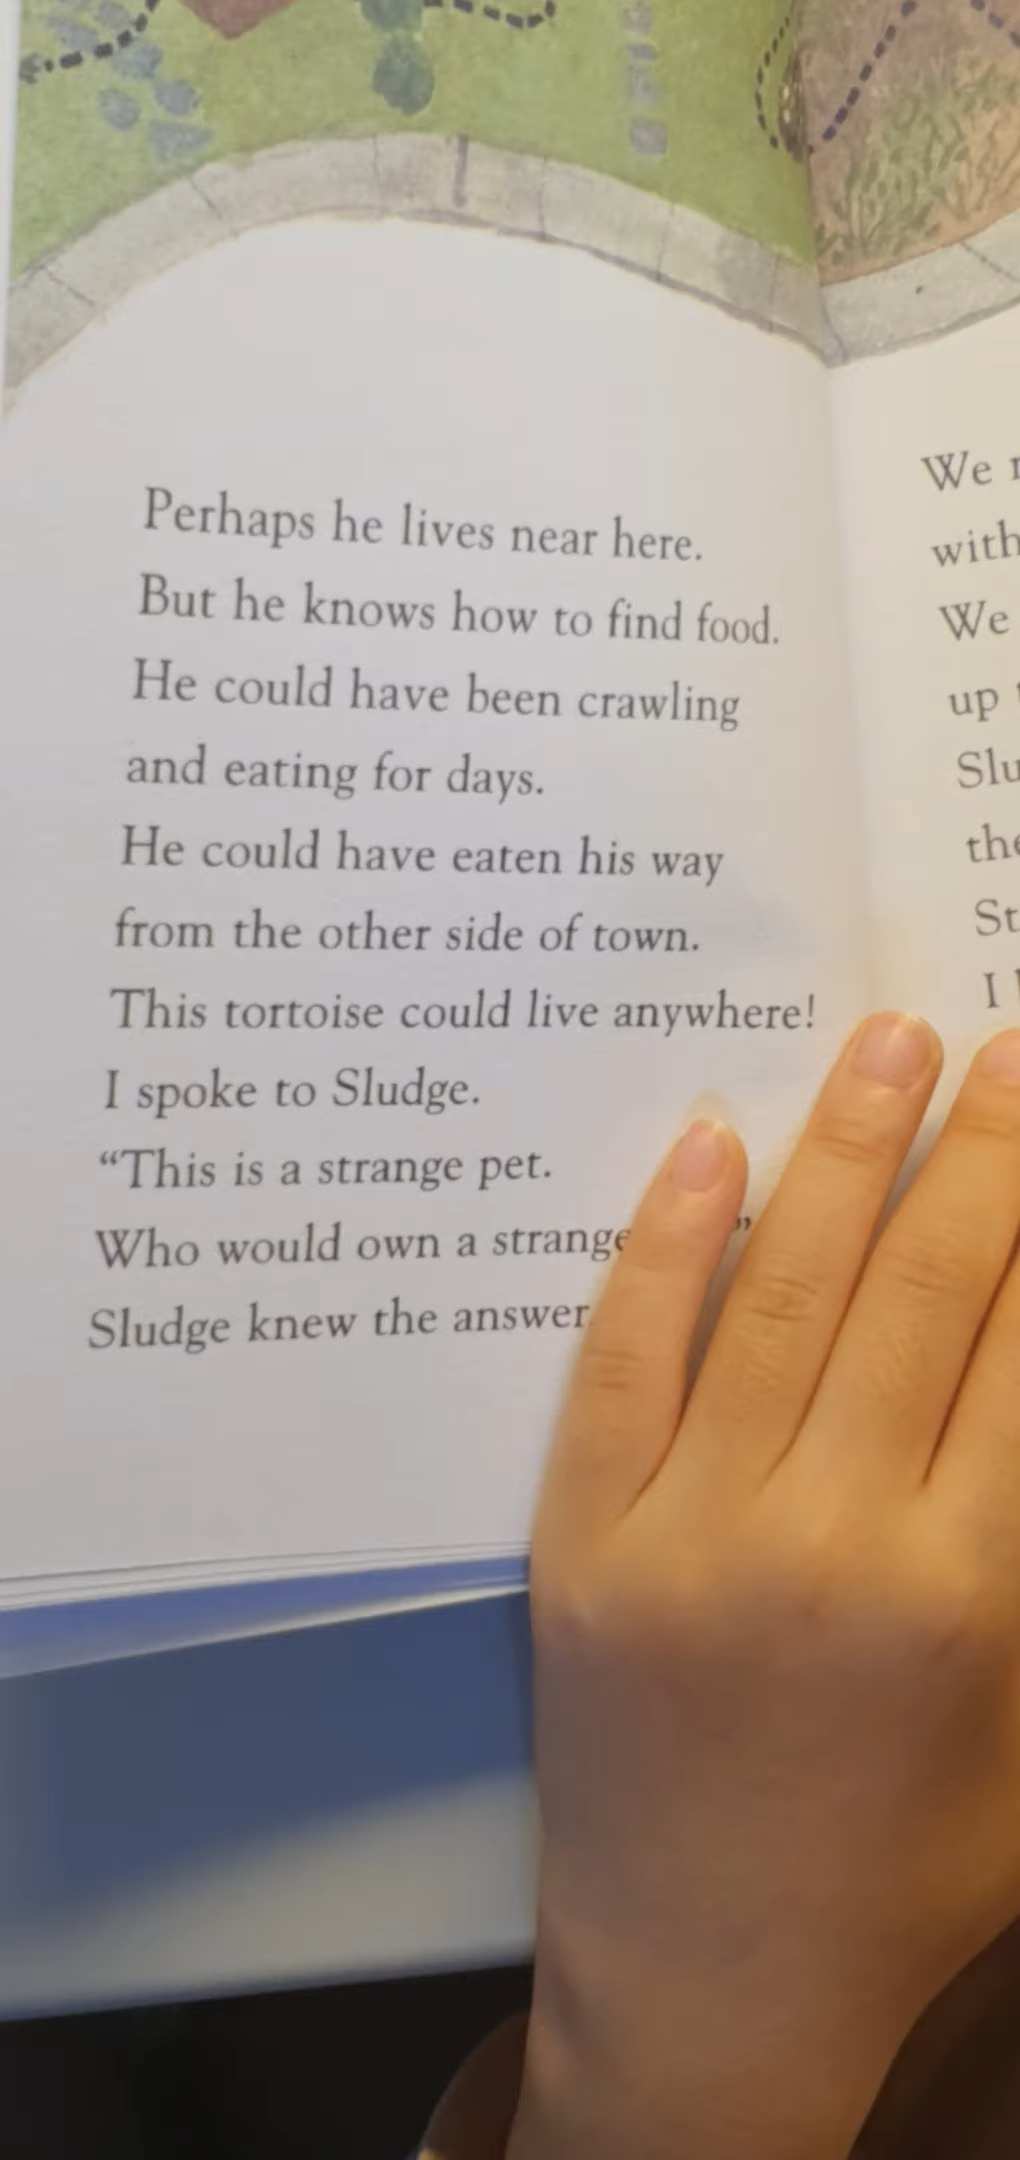 Perhaps he lives near here.
But he knows how to find food.
He could have been crawling
and eating for days.
He could have eaten his way
from the other side of town.
This tortoise could live anywhere!
I spoke to Sludge.
“This is a strange pet.
Who would own a strange ”
Sludge knew the answer.
We
with
We
up
the
I